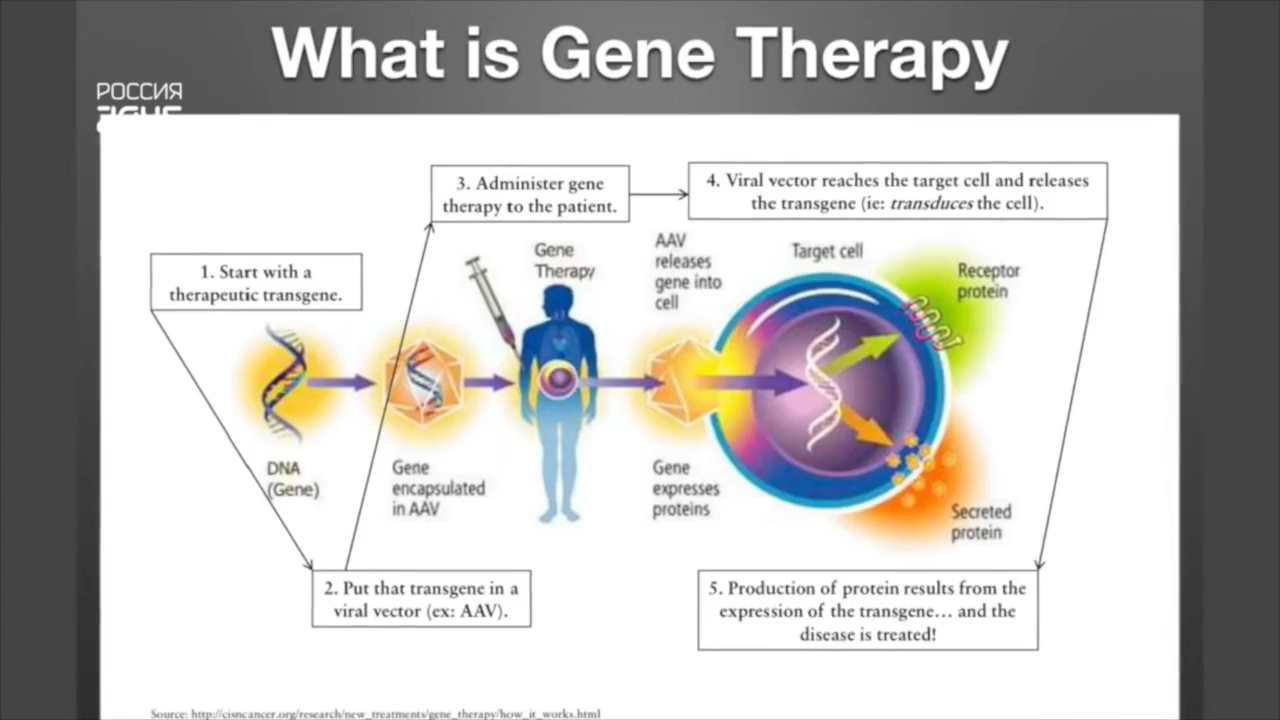 What is Gene Therapy
РОССИЯ
3. Administer gene
therapy to the patient.
4. Viral vector reaches the target cell and releases
the transgene (ie: transduces the cell).
1. Start with a
therapeutic transgene.
Gene
Therapy
AAV
releases
gene into
cell
Target cell
Receptor
protein
DNA
(Gene)
Gene
encapsulated
in AAV
Gene
expresses
proteins
Secreted
protein
2. Put that transgene in a
viral vector (ex: AAV).
5. Production of protein results from the
expression of the transgene... and the
disease is treated!
Source: http://cisncancer.org/research/new_treatments/gene_therapy/how_it_works.html